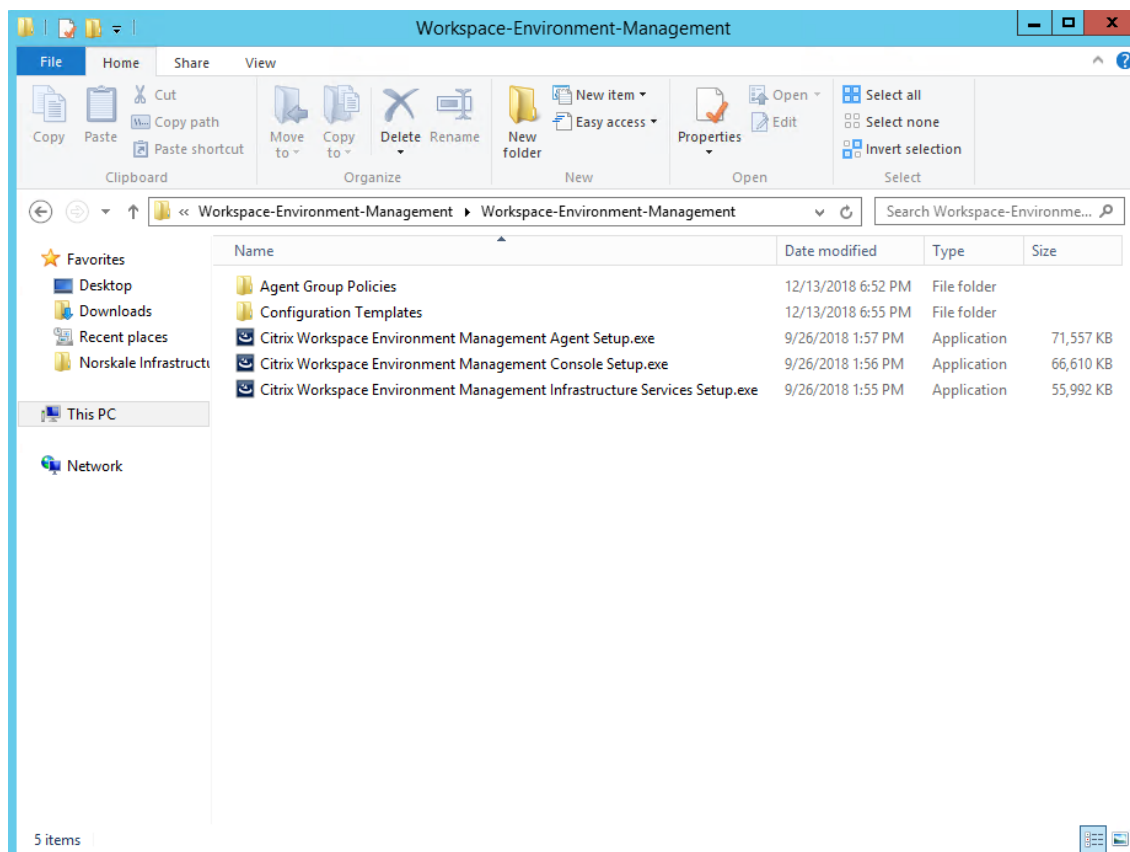 Workspace-Environment-Management
File Home Share View
Copy
Paste
Cut
Copy path
Paste shortcut
Clipboard
Move to
Copy to
Delete
Rename
Organize
New folder
New item
Easy access
New
Properties
Open
Edit
Open
Select all
Select none
Invert selection
Select
« Workspace-Environment-Management Workspace-Environment-Management
Search Workspace-Environme...
Name Date modified Type Size
Favorites
Desktop
Downloads
Recent places
Norskale Infrastructu
This PC
Network
Agent Group Policies 12/13/2018 6:52 PM File folder
Configuration Templates 12/13/2018 6:55 PM File folder
Citrix Workspace Environment Management Agent Setup.exe 9/26/2018 1:57 PM Application 71,557 KB
Citrix Workspace Environment Management Console Setup.exe 9/26/2018 1:56 PM Application 66,610 KB
Citrix Workspace Environment Management Infrastructure Services Setup.exe 9/26/2018 1:55 PM Application 55,992 KB
5 items